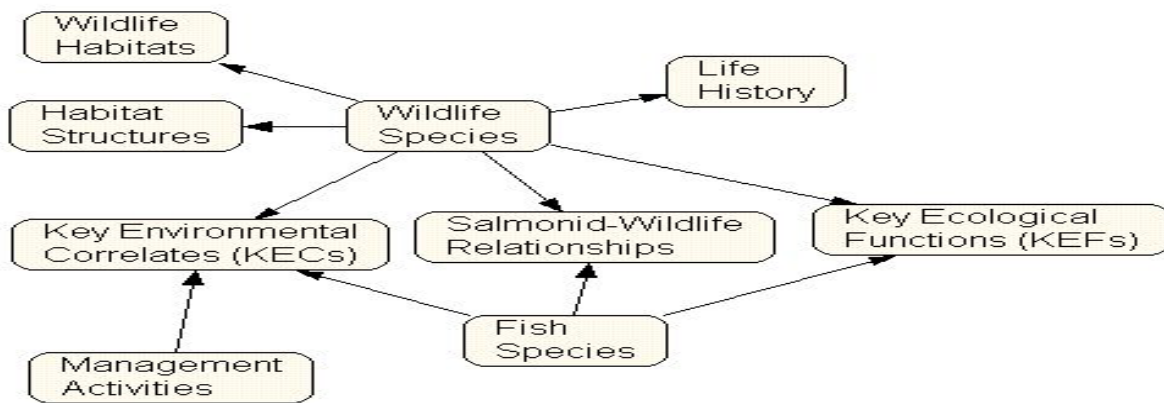 Wildlife
Habitats
Life
History
Habitat
Structures
Wildlife
Species
Key Environmental
Correlates (KECs)
Salmonid-Wildlife
Relationships
Key Ecological
Functions (KEFs)
Fish
Species
Management
Activities